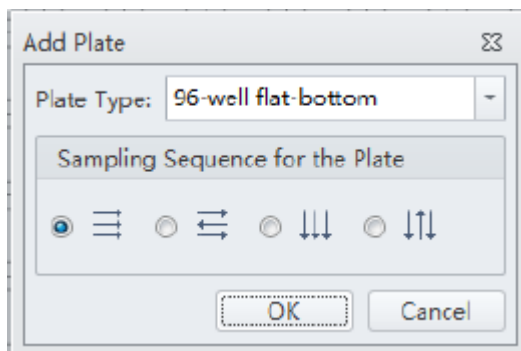 Add Plate
Plate Type: 96-well flat-bottom
Sampling Sequence for the Plate
OK Cancel